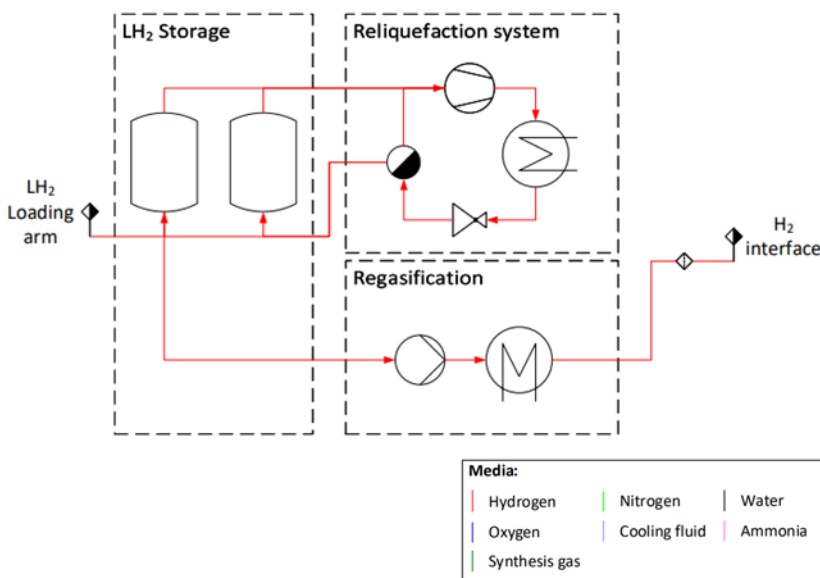 LH₂ Storage
Reliquefaction system
LH₂
Loading
arm
H₂
interface
Regasification
Media:
Hydrogen
Nitrogen
Water
Oxygen
Cooling fluid
Ammonia
Synthesis gas